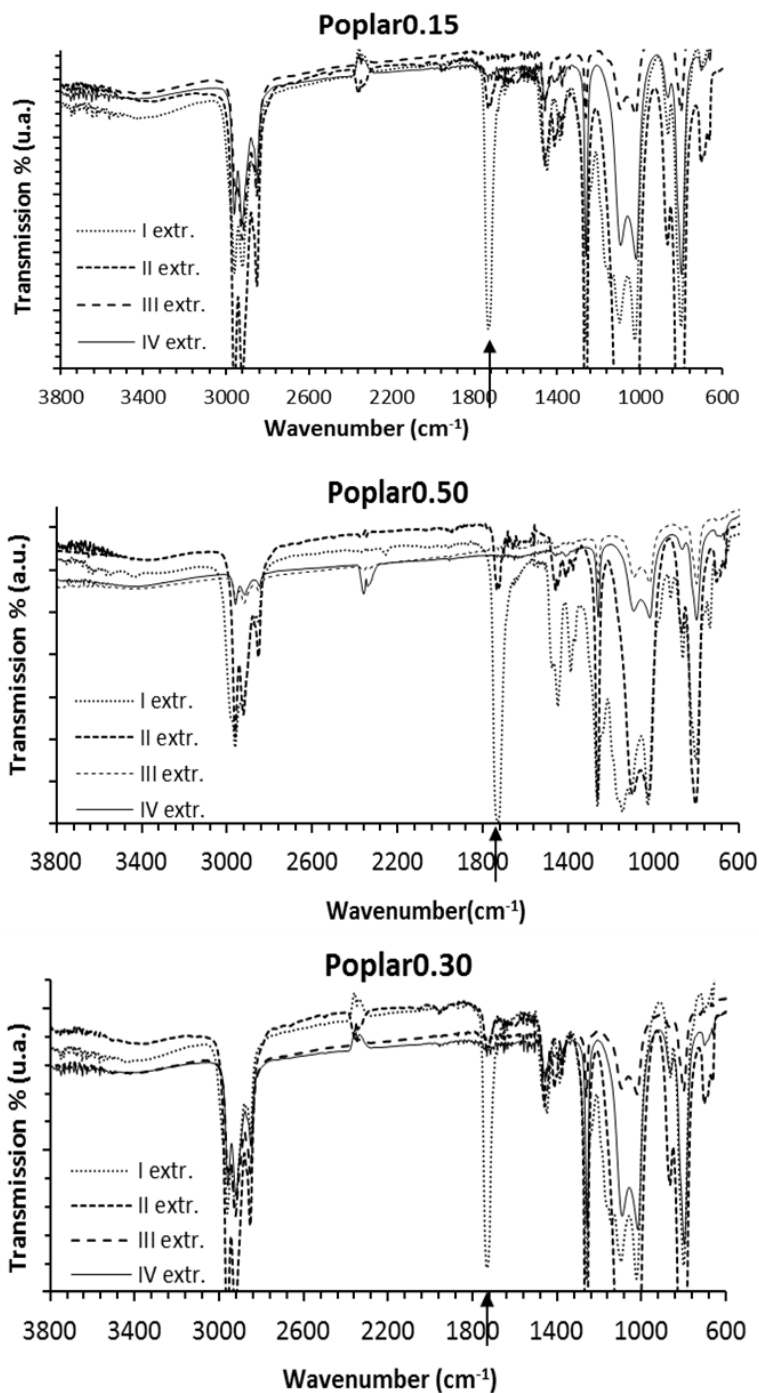 Poplar0.15
Transmission % (u.a.)
I extr.
II extr.
III extr.
IV extr.
3800 3000 2600 2200 1800 1400 1000 600
Wavenumber (cm-1)
Poplar0.50
Transmission % (a.u.)
I extr.
II extr.
III extr.
IV extr.
3800 3400 3000 2600 2200 1800 1400 1000 600
Wavenumber(cm-1)
Poplar0.30
Transmission % (u.a.)
I extr.
II extr.
III extr.
IV extr.
3800 3400 3000 2600 2200 1800 1400 1000 600
Wavenumber (cm-1)